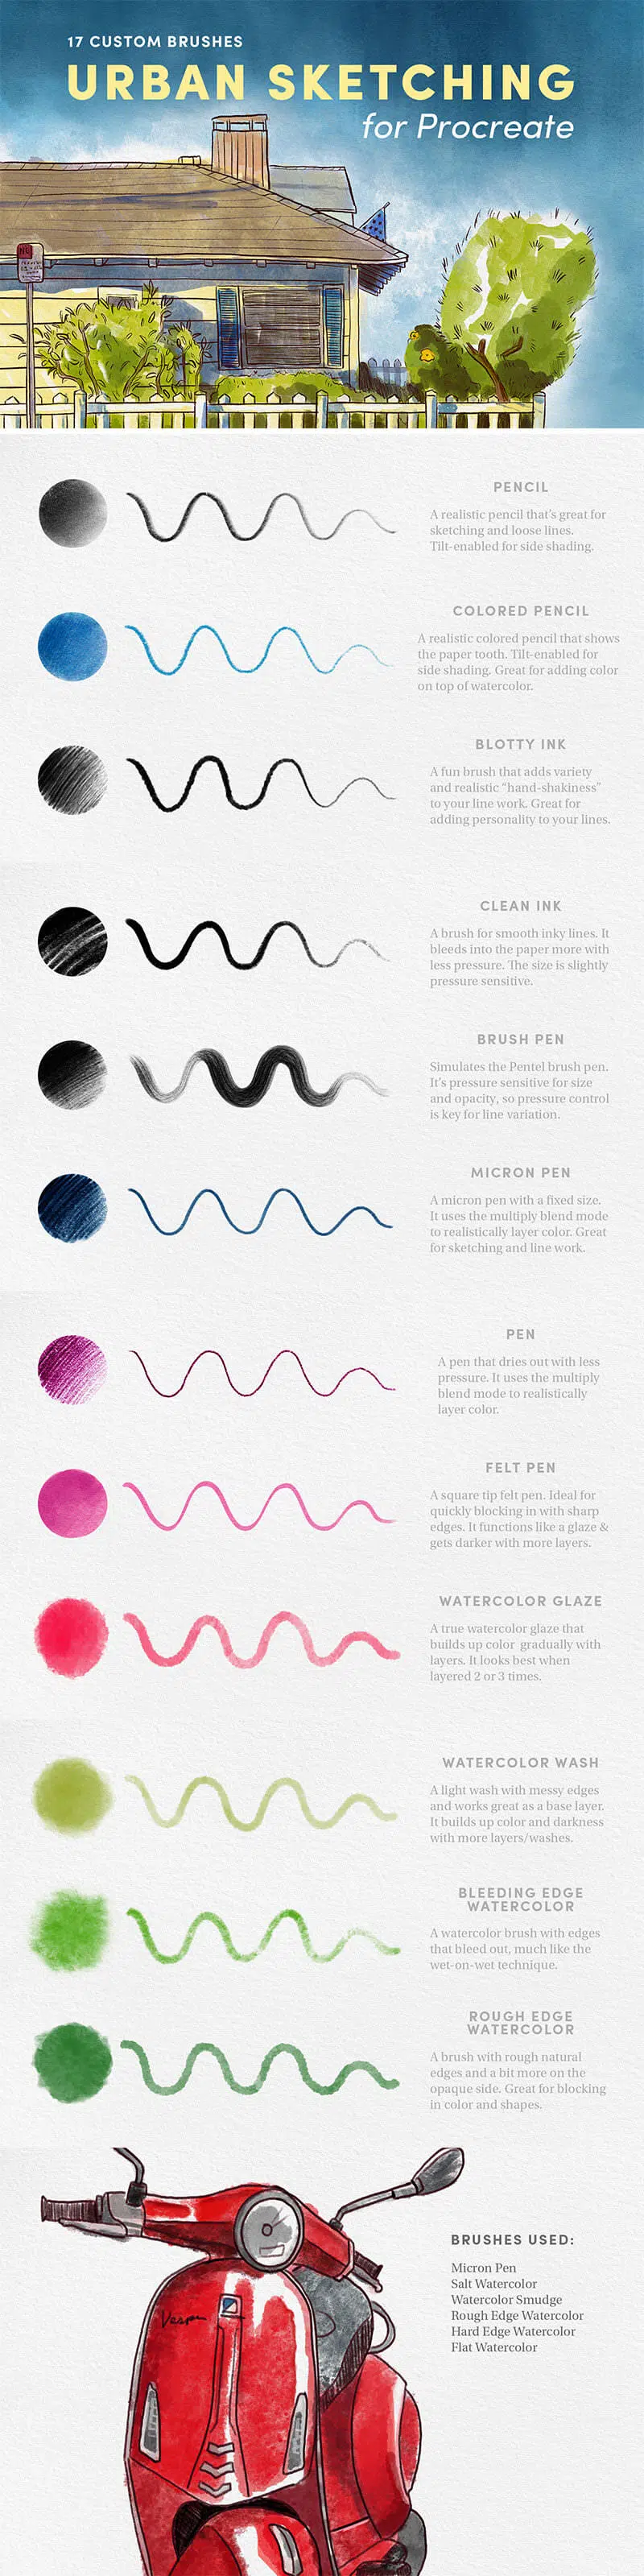 17 CUSTOM BRUSHES
URBAN SKETCHING
for Procreate
PENCIL
A realistic pencil that's great for
sketching and loose lines.
Tilt-enabled for side shading.
COLORED PENCIL
A realistic colored pencil that shows
the paper tooth. Tilt-enabled for
side shading. Great for adding color
on top of watercolor.
BLOTTY INK
A fun brush that adds variety
and realistic “hand-shakiness”
to your line work. Great for
adding personality to your lines.
CLEAN INK
A brush for smooth inky lines. It
bleeds into the paper more with
less pressure. The size is slightly
pressure sensitive.
BRUSH PEN
Simulates the Pentel brush pen.
It's pressure sensitive for size
and opacity, so pressure control
is key for line variation.
MICRON PEN
A micron pen with a fixed size.
It uses the multiply blend mode
to realistically layer color. Great
for sketching and line work.
PEN
A pen that dries out with less
pressure. It uses the multiply
blend mode to realistically
layer color.
FELT PEN
A square tip felt pen. Ideal for
quickly blocking in with sharp
edges. It functions like a glaze &
gets darker with more layers.
WATERCOLOR GLAZE
A true watercolor glaze that
builds up color gradually with
layers. It looks best when
layered 2 or 3 times.
WATERCOLOR WASH
A light wash with messy edges
and works great as a base layer.
It builds up color and darkness
with more layers/washes.
BLEEDING EDGE
WATERCOLOR
A watercolor brush with edges
that bleed out, much like the
wet-on-wet technique.
ROUGH EDGE
WATERCOLOR
A brush with rough natural
edges and a bit more on the
opaque side. Great for blocking
in color and shapes.
BRUSHES USED:
Micron Pen
Salt Watercolor
Watercolor Smudge
Rough Edge Watercolor
Hard Edge Watercolor
Flat Watercolor
Vespa